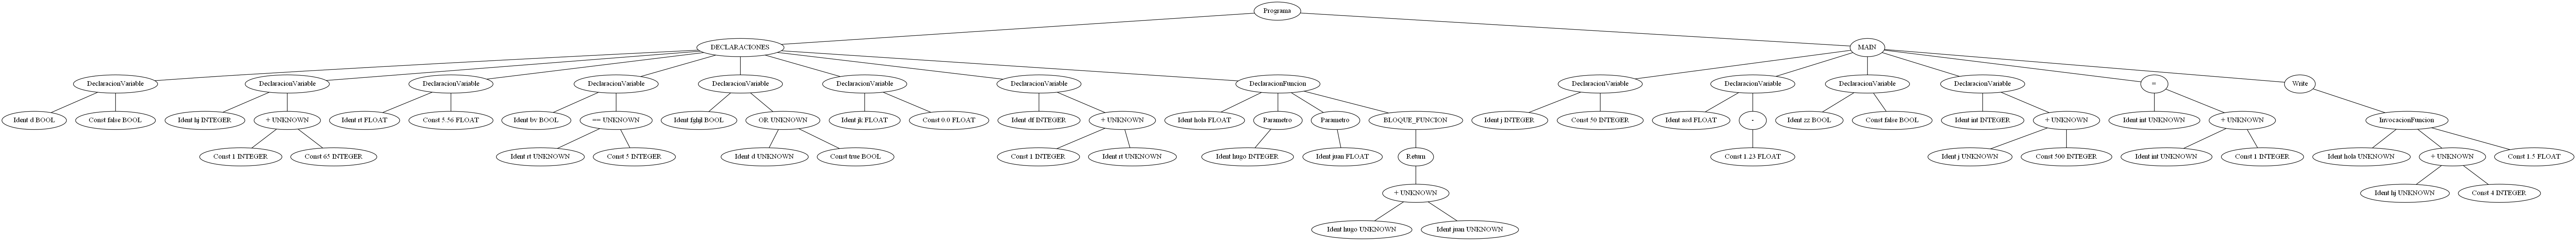 Programa
DECLARACIONES
MAIN
DeclaracionVariable
DeclaracionVariable
DeclaracionVariable
DeclaracionVariable
DeclaracionVariable
DeclaracionVariable
DeclaracionVariable
DeclaracionFuncion
DeclaracionVariable
DeclaracionVariable
DeclaracionVariable
DeclaracionVariable
=
Write
Ident d BOOL
Const false BOOL
Ident hj INTEGER
+ UNKNOWN
Ident rt FLOAT
Const 5.56 FLOAT
Ident bv BOOL
== UNKNOWN
Ident fghjl BOOL
OR UNKNOWN
Ident jk FLOAT
Const 0.0 FLOAT
Ident df INTEGER
+ UNKNOWN
Ident hola FLOAT
Parametro
Parametro
BLOQUE_FUNCION
Ident j INTEGER
Const 50 INTEGER
Ident asd FLOAT
-
Ident zz BOOL
Const false BOOL
Ident int INTEGER
+ UNKNOWN
Ident int UNKNOWN
+ UNKNOWN
InvocacionFuncion
Const 1 INTEGER
Const 65 INTEGER
Ident rt UNKNOWN
Const 5 INTEGER
Ident d UNKNOWN
Const true BOOL
Const 1 INTEGER
Ident rt UNKNOWN
Ident hugo INTEGER
Ident juan FLOAT
Return
Const 1.23 FLOAT
Ident j UNKNOWN
Const 500 INTEGER
Ident int UNKNOWN
Const 1 INTEGER
Ident hola UNKNOWN
+ UNKNOWN
Const 1.5 FLOAT
+ UNKNOWN
Ident hj UNKNOWN
Const 4 INTEGER
Ident hugo UNKNOWN
Ident juan UNKNOWN